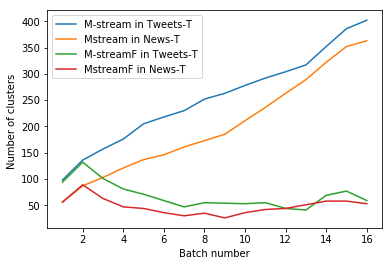 400
350
300
250
200
150
100
50
Number of clusters
M-stream in Tweets-T
Mstream in News-T
M-streamF in Tweets-T
MstreamF in News-T
2 4 6 8 10 12 14 16
Batch number